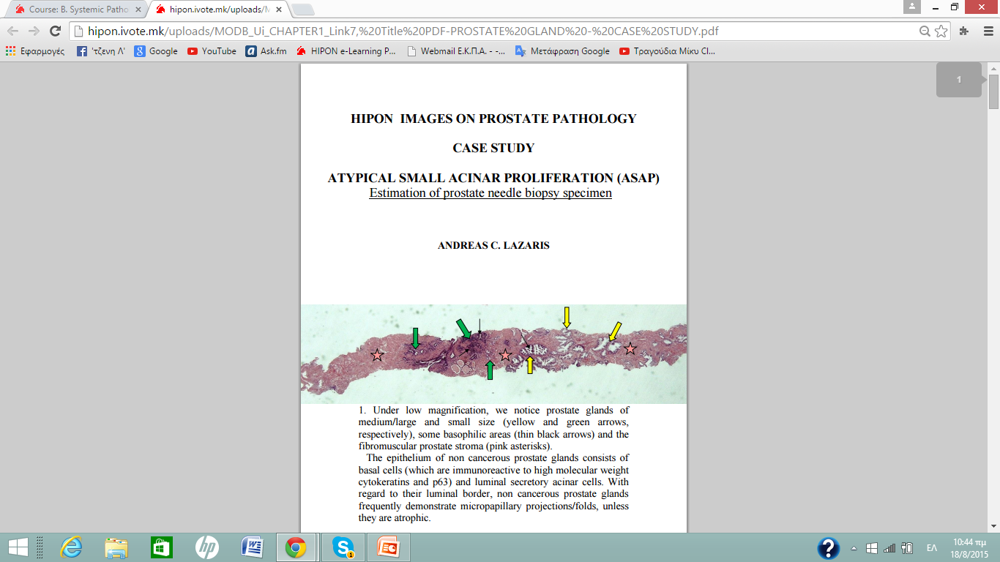 Course: B. Systemic Patho
hipon.ivote.mk/uploads/M
hipon.ivote.mk/uploads/MODB_Ui_CHAPTER1_Link7,%20Title%20PDF-PROSTATE%20GLAND%20-%20CASE%20STUDY.pdf
Εφαρμογές
'τζενη Λ'
Google
YouTube
Ask.fm
HIPON e-Learning P...
Webmail Ε.Κ.Π.Α. - -...
Μετάφραση Google
Τραγούδια Μίκυ Cl...
1
HIPON IMAGES ON PROSTATE PATHOLOGY
CASE STUDY
ATYPICAL SMALL ACINAR PROLIFERATION (ASAP)
Estimation of prostate needle biopsy specimen
ANDREAS C. LAZARIS
1. Under low magnification, we notice prostate glands of
medium/large and small size (yellow and green arrows,
respectively), some basophilic areas (thin black arrows) and the
fibromuscular prostate stroma (pink asterisks).
The epithelium of non cancerous prostate glands consists of
basal cells (which are immunoreactive to high molecular weight
cytokeratins and p63) and luminal secretory acinar cells. With
regard to their luminal border, non cancerous prostate glands
frequently demonstrate micropapillary projections/folds, unless
they are atrophic.
ΕΛ
10:44 πμ
18/8/2015